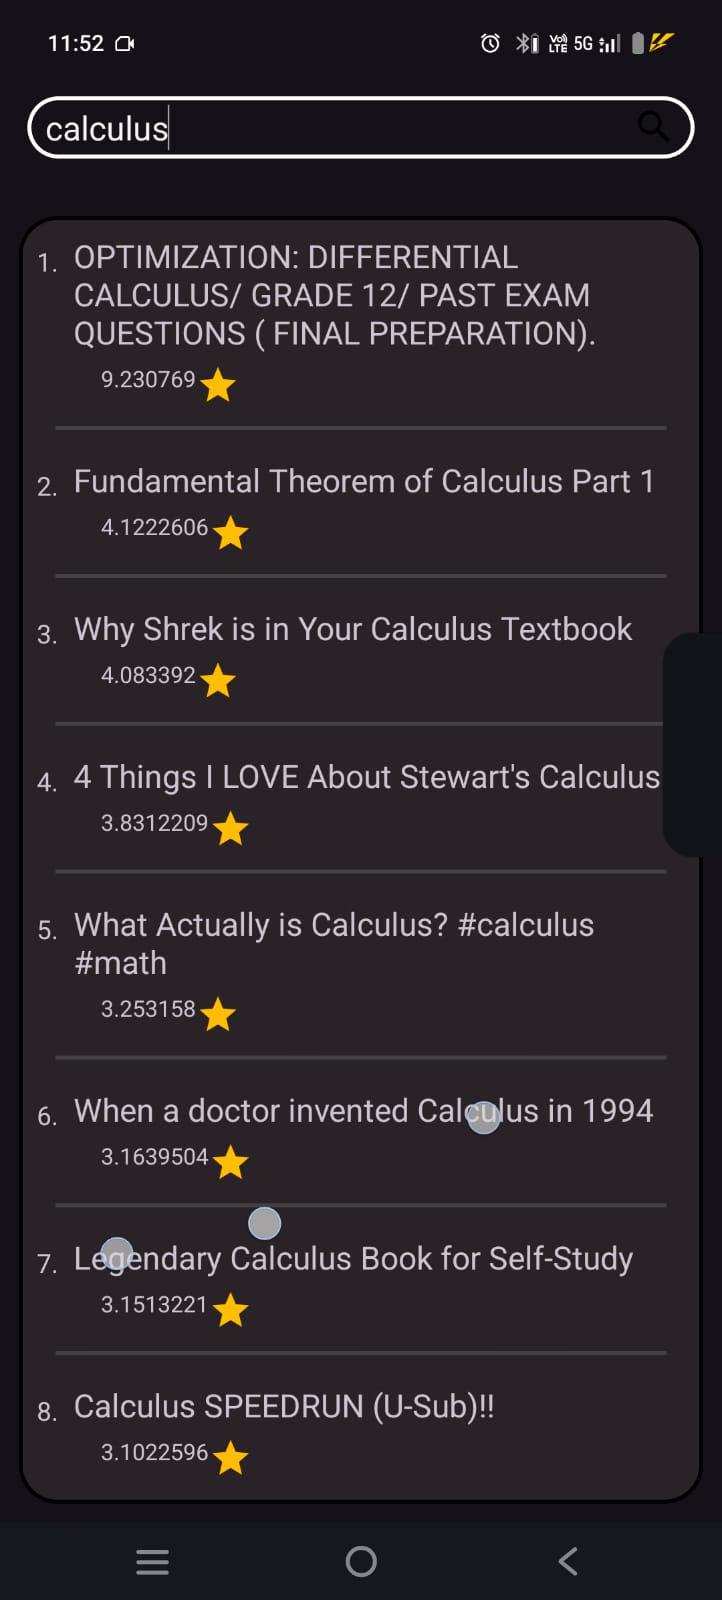 11:52
Vo) LTE 5G
calculus
1. OPTIMIZATION: DIFFERENTIAL
CALCULUS/ GRADE 12/ PAST EXAM
QUESTIONS ( FINAL PREPARATION).
9.230769
2. Fundamental Theorem of Calculus Part 1
4.1222606
3. Why Shrek is in Your Calculus Textbook
4.083392
4. 4 Things I LOVE About Stewart's Calculus
3.8312209
5. What Actually is Calculus? #calculus
#math
3.253158
6. When a doctor invented Calculus in 1994
3.1639504
7. Legendary Calculus Book for Self-Study
3.1513221
8. Calculus SPEEDRUN (U-Sub)!!
3.1022596